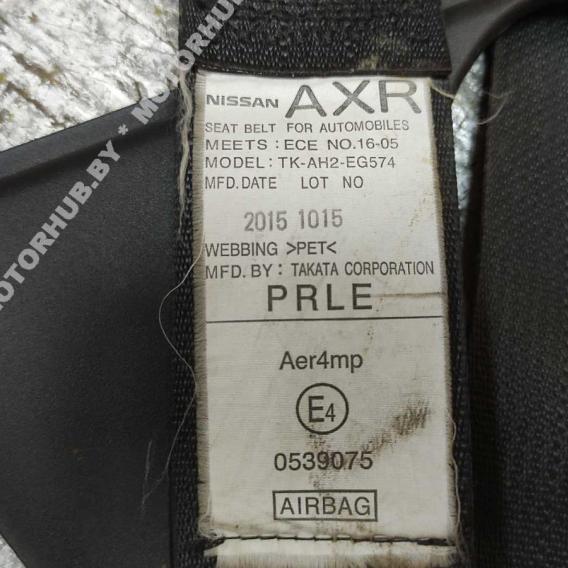 NISSAN AXR
SEAT BELT FOR AUTOMOBILES
MEETS: ECE NO.16-05
MODEL: TK-AH2-EG574
MFD.DATE LOT NO
2015 1015
WEBBING >PET<
MFD.BY: TAKATA CORPORATION
PRLE
Aer4mp
E4
0539075
AIRBAG
MOTORHUB.BY * MOTORHUB.BY